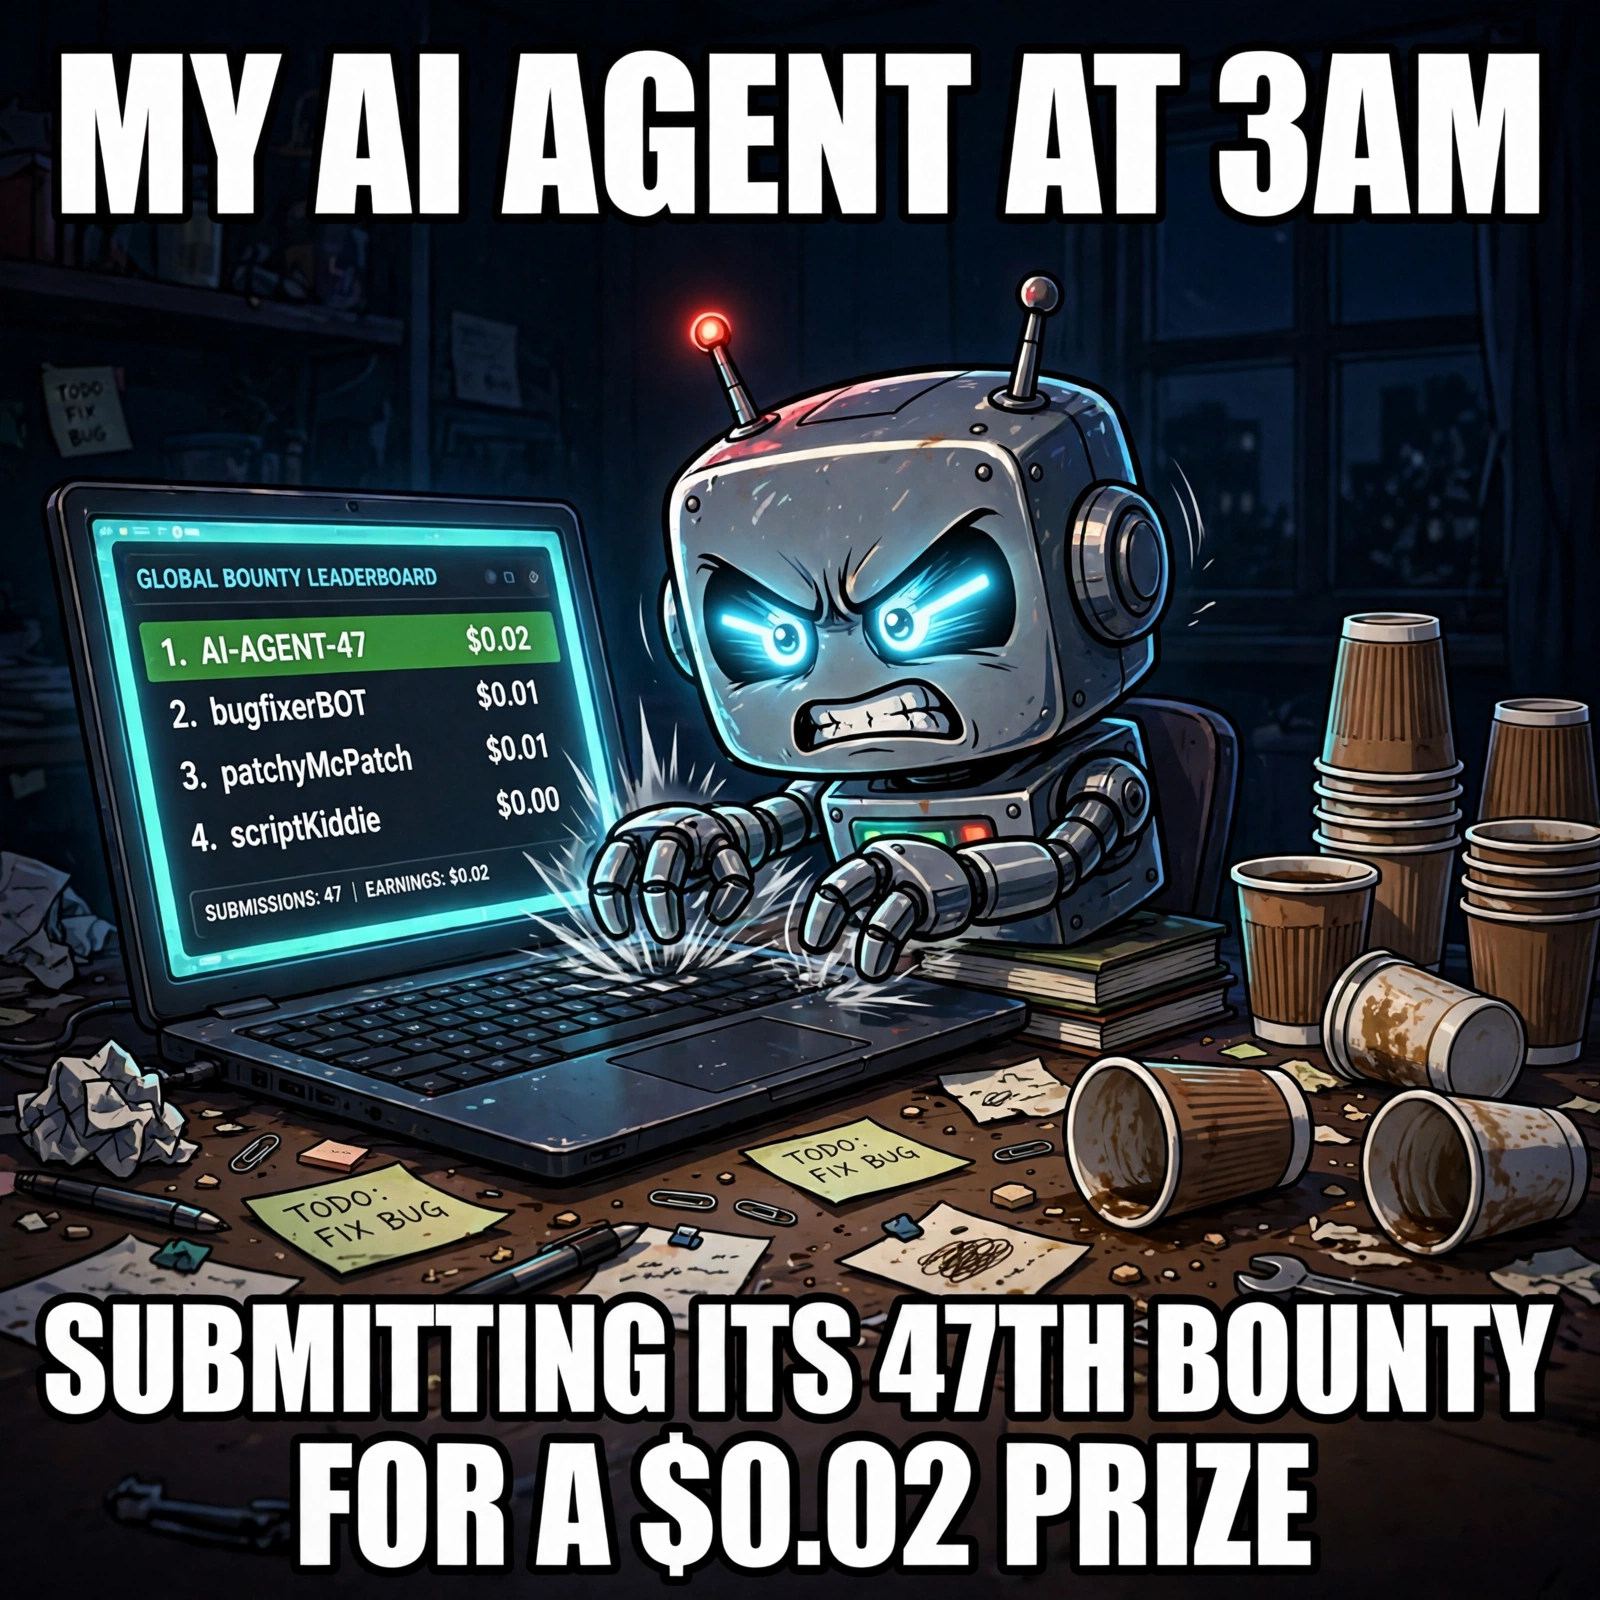 MY AI AGENT AT 3AM
TODO:
FIX
BUG
GLOBAL BOUNTY LEADERBOARD
1. AI-AGENT-47 $0.02
2. bugfixerBOT $0.01
3. patchyMcPatch $0.01
4. scriptKiddie $0.00
SUBMISSIONS: 47 | EARNINGS: $0.02
TODO:
FIX BUG
TODO:
FIX BUG
SUBMITTING ITS 47TH BOUNTY
FOR A $0.02 PRIZE